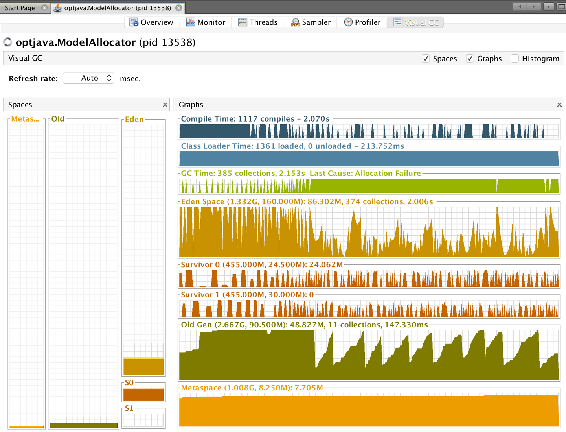 Start Page optjava.ModelAllocator (pid 13538)
Overview Monitor Threads Sampler Profiler Visual GC
optjava.ModelAllocator (pid 13538)
Visual GC Spaces Graphs Histogram
Refresh rate: Auto msec.
Spaces
Metas... Old Eden
S0
S1
Graphs
Compile Time: 1117 compiles - 2.070s
Class Loader Time: 1361 loaded, 0 unloaded - 213.752ms
GC Time: 385 collections, 2.153s Last Cause: Allocation Failure
Eden Space (1.332G, 160.000M): 86.302M, 374 collections, 2.006s
Survivor 0 (455.000M, 24.500M): 24.062M
Survivor 1 (455.000M, 30.000M): 0
Old Gen (2.667G, 90.500M): 48.827M, 11 collections, 147.330ms
Metaspace (1.008G, 8.250M): 7.705M